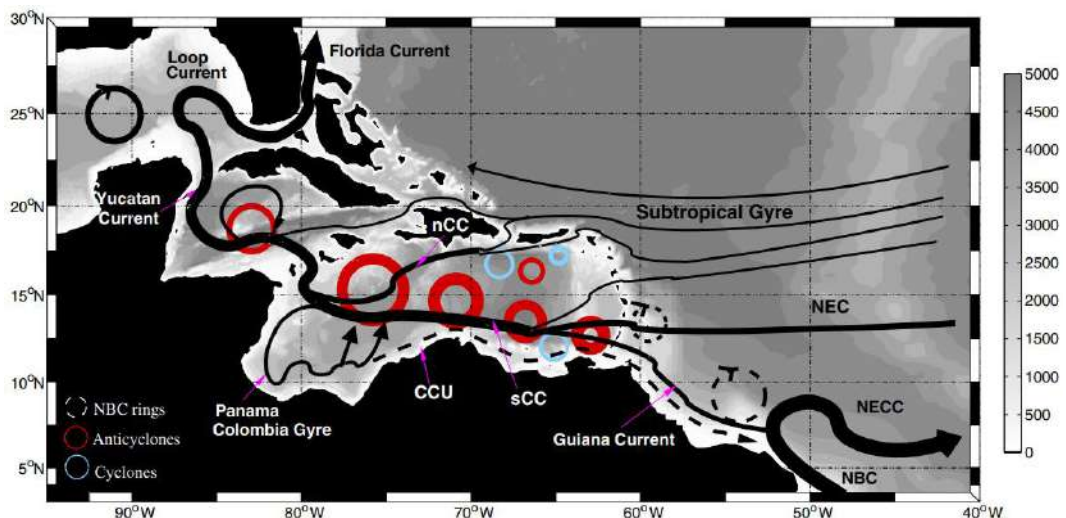 30°N
25°N
20°N
15°N
10°N
5°N
Loop
Current
Florida Current
Yucatan
Current
Subtropical Gyre
nCC
NEC
NECC
NBC
Panama
Colombia Gyre
CCU
sCC
Guiana Current
NBC rings
Anticyclones
Cyclones
90°W
80°W
70°W
60°W
50°W
40°W
5000
4500
4000
3500
3000
2500
2000
1500
1000
500
0